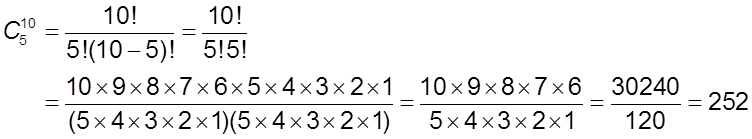 C₅¹⁰ = 10! / 5!(10 – 5)! = 10! / 5!5!
= 10×9×8×7×6×5×4×3×2×1 / (5×4×3×2×1)(5×4×3×2×1) = 10×9×8×7×6 / 5×4×3×2×1 = 30240 / 120 = 252